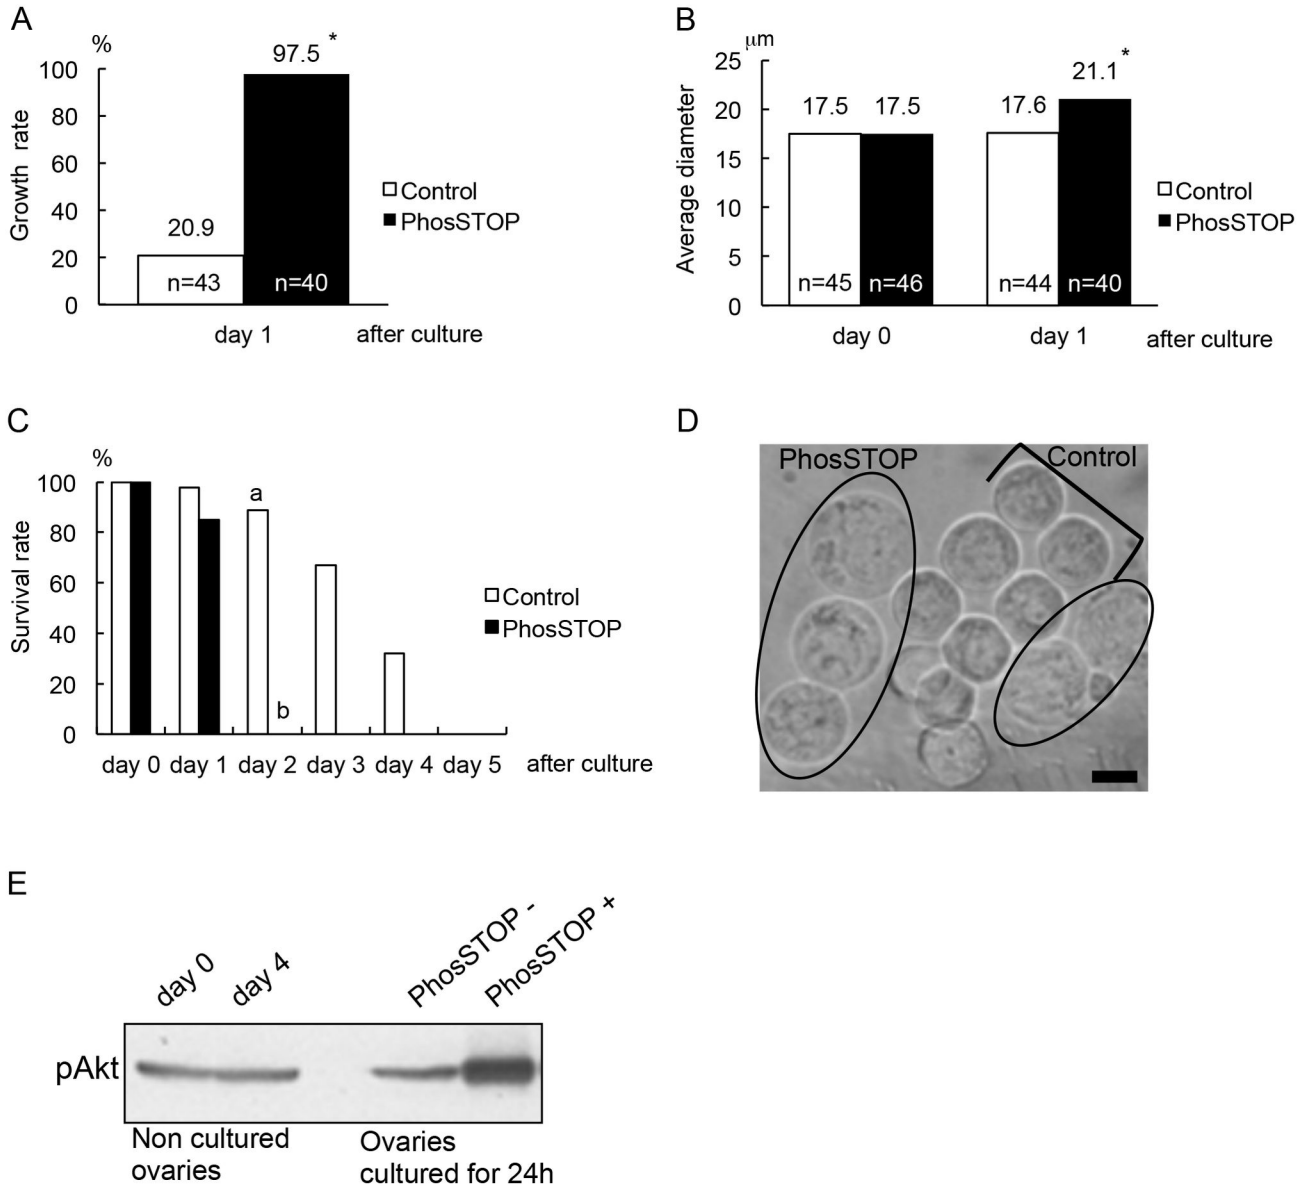 A
%
97.5 *
100
80
60
40
20
0
Growth rate
20.9
n=43
n=40
Control
PhosSTOP
day 1
after culture
B
μm
25
20
15
10
5
0
Average diameter
17.5
17.5
17.6
21.1 *
n=45
n=46
n=44
n=40
Control
PhosSTOP
day 0
day 1
after culture
C
%
100
80
60
40
20
0
Survival rate
a
b
Control
PhosSTOP
day 0 day 1 day 2 day 3 day 4 day 5
after culture
D
PhosSTOP
Control
E
day 0
day 4
PhosSTOP -
PhosSTOP +
pAkt
Non cultured
ovaries
Ovaries
cultured for 24h